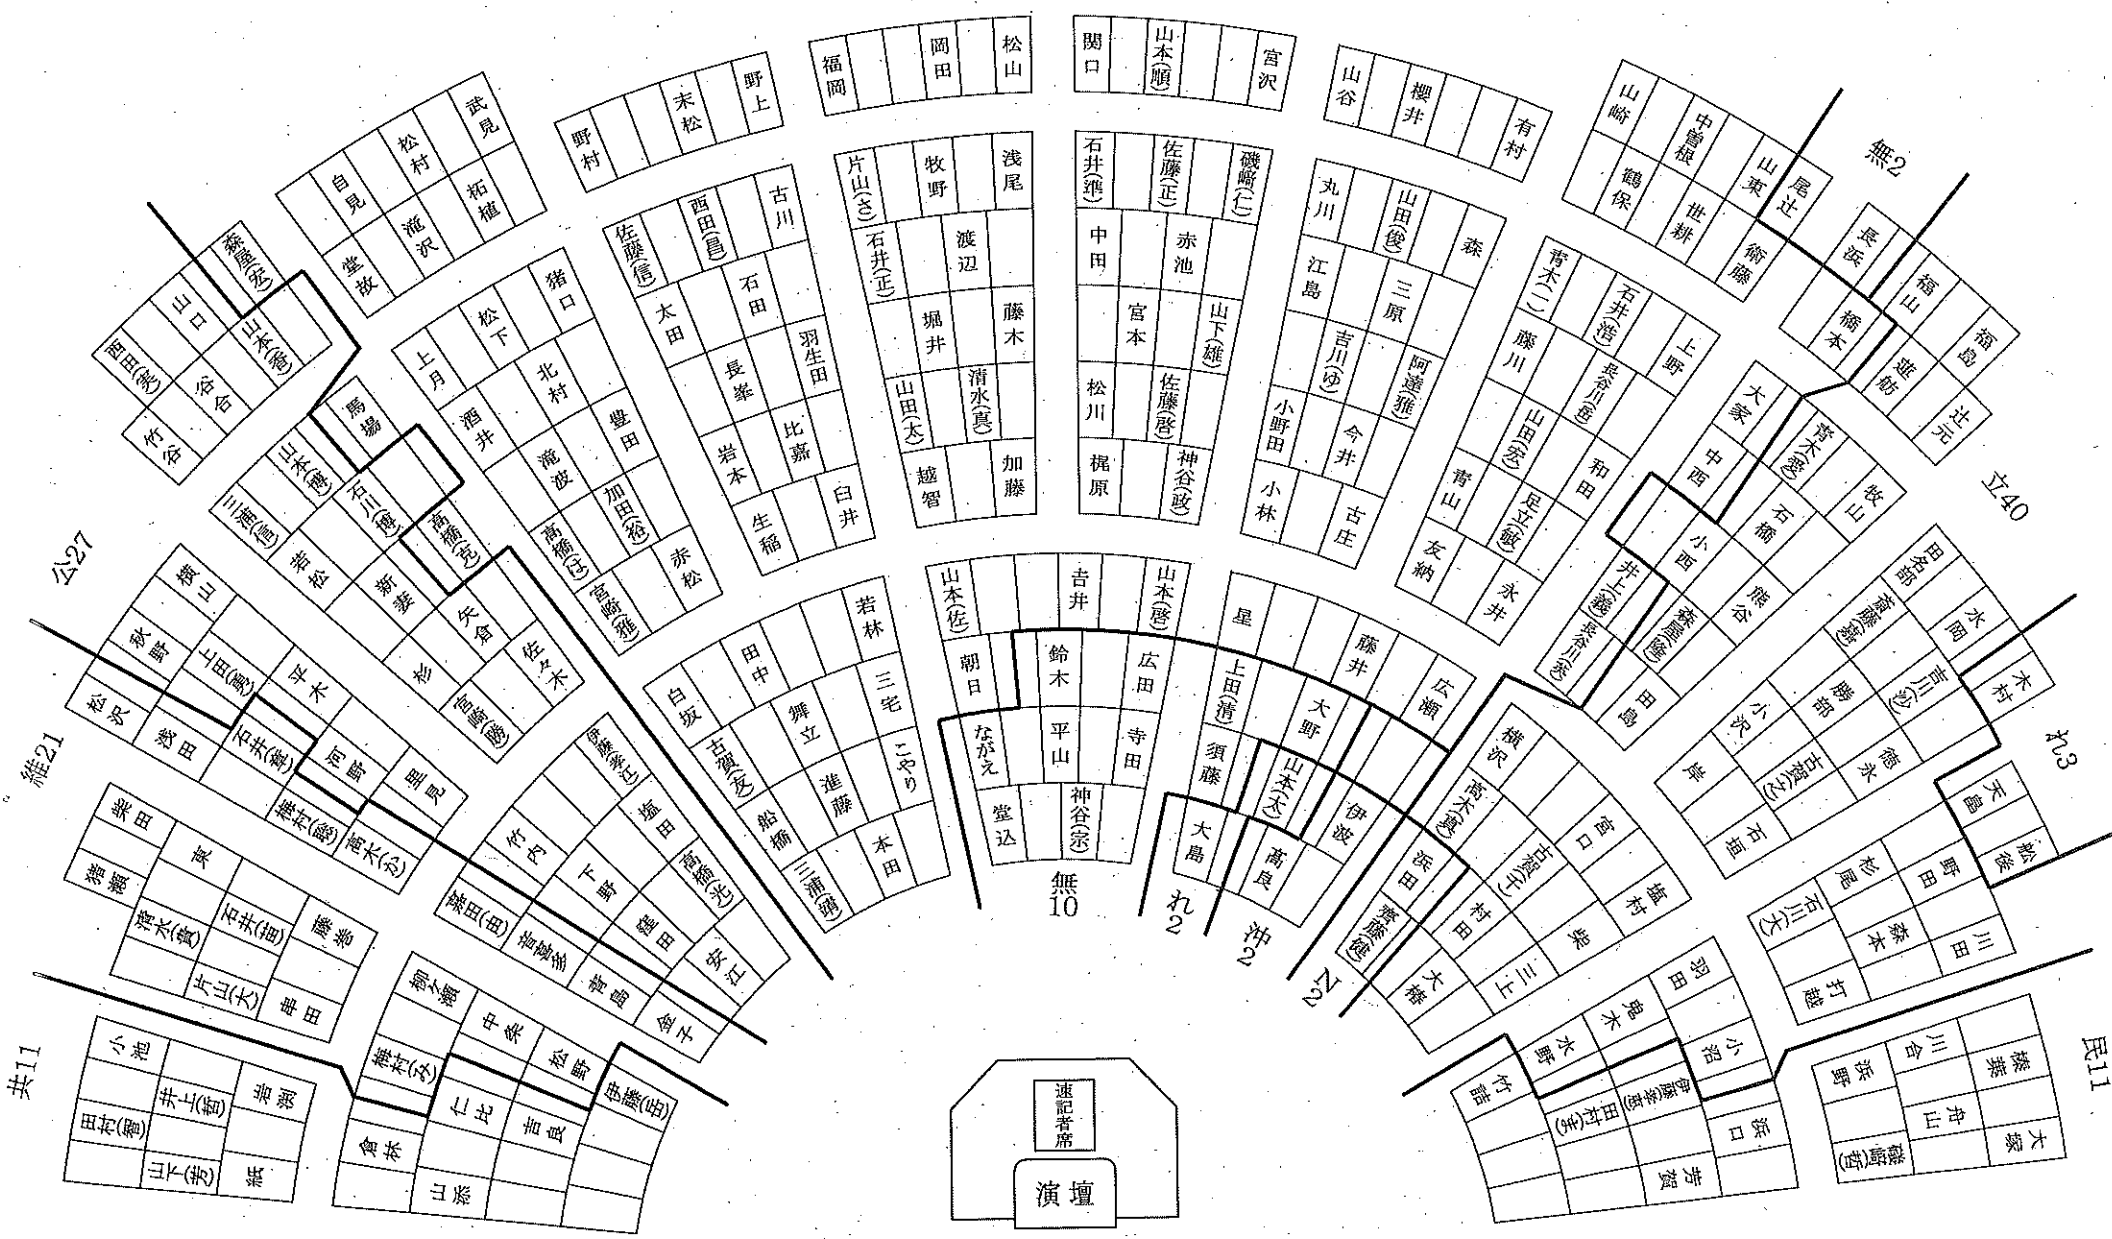 武見
松村
自見
柘植
滝沢
堂故
野上
末松
野村
松山
岡田
福岡
関口
山本(順)
宮沢
山谷
櫻井
有村
山崎
中曽根
山東
尾辻
鶴保
世耕
衛藤
無2
長浜
橋本
福山
福島
蓮舫
辻元
立40
森屋(宏)
山口
西田(実)
山本(香)
谷合
竹谷
猪口
松下
上月
北村
酒井
豊田
滝波
加田(裕)
高橋(は)
赤松
宮崎(雅)
古川
西田(昌)
佐藤(信)
石田
太田
羽生田
長峯
比嘉
岩本
臼井
生稲
浅尾
牧野
片山(さ)
渡辺
石井(正)
藤木
堀井
清水(真)
山田(太)
加藤
越智
石井(準)
佐藤(正)
磯﨑(仁)
中田
赤池
宮本
山下(雄)
松川
佐藤(啓)
梶原
神谷(政)
丸川
山田(俊)
森
江島
三原
吉川(ゆ)
阿達(雅)
小野田
今井
小林
古庄
青木(一)
石井(浩)
上野
藤川
長谷川(岳)
山田(宏)
和田
青山
足立(敏)
友納
永井
大家
青木(愛)
牧山
中西
石橋
小西
熊谷
井上(義)
森屋(隆)
長谷川(英)
田島
公27
馬場
山本(博)
三浦(信)
石川(博)
若松
高橋(克)
新妻
矢倉
杉
佐々木
宮崎(勝)
横山
秋野
松沢
平木
上田(勇)
浅田
里見
河野
石井(章)
高木(か)
梅村(聡)
維21
若林
田中
白坂
三宅
舞立
古賀(友)
こやり
進藤
船橋
本田
三浦(靖)
山本(佐)
吉井
山本(啓)
朝日
鈴木
広田
ながえ
平山
寺田
堂込
神谷(宗)
無
10
星
藤井
広瀬
上田(清)
大野
須藤
山本(太)
伊波
大島
高良
れ2
沖2
N2
田名部
水岡
木村
斎藤(嘉)
吉川(沙)
小沢
勝部
徳永
岸
古賀(之)
石垣
れ3
天畠
舩後
横沢
宮口
塩村
高木(真)
古賀(千)
柴
浜田
村田
三上
齊藤(健)
大椿
野田
川田
杉尾
森本
石川(大)
打越
伊藤(孝江)
塩田
高橋(光)
竹内
下野
窪田
安江
嘉田(由)
音喜多
青島
金子
柴田
猪瀬
東
清水(貴)
石井(苗)
片山(大)
藤巻
串田
柳ヶ瀬
梅村(み)
中条
松野
伊藤(岳)
仁比
吉良
倉林
山添
共11
小池
田村(智)
井上(哲)
山下(芳)
岩渕
紙
羽田
小沼
鬼木
水野
竹詰
伊藤(孝恵)
田村(ま)
浜口
芳賀
民11
川合
浜野
榛葉
舟山
大塚
礒﨑(哲)
速記者席
演壇